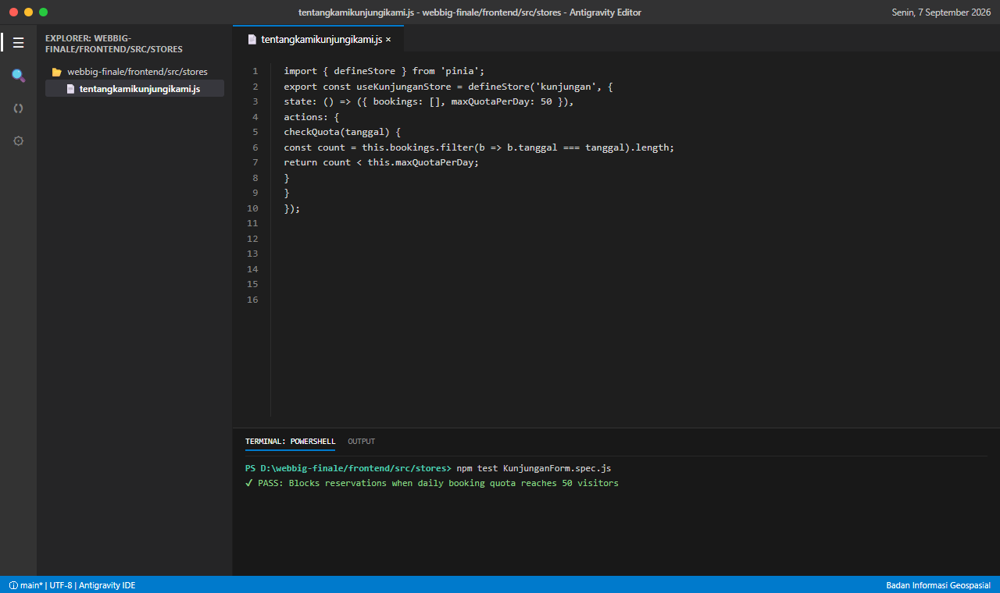 tentangkamikunjungikami.js - webbig-finale/frontend/src/stores - Antigravity Editor
Senin, 7 September 2026
EXPLORER: WEBBIG-
FINALE/FRONTEND/SRC/STORES
webbig-finale/frontend/src/stores
tentangkamikunjungikami.js
tentangkamikunjungikami.js ×
1 import { defineStore } from 'pinia';
2 export const useKunjunganStore = defineStore('kunjungan', {
3 state: () => ({ bookings: [], maxQuotaPerDay: 50 }),
4 actions: {
5 checkQuota(tanggal) {
6 const count = this.bookings.filter(b => b.tanggal === tanggal).length;
7 return count < this.maxQuotaPerDay;
8 }
9 }
10 });
11
12
13
14
15
16
TERMINAL: POWERSHELL OUTPUT
PS D:\webbig-finale/frontend/src/stores> npm test KunjunganForm.spec.js
✔ PASS: Blocks reservations when daily booking quota reaches 50 visitors
ⓘ main* | UTF-8 | Antigravity IDE
Badan Informasi Geospasial